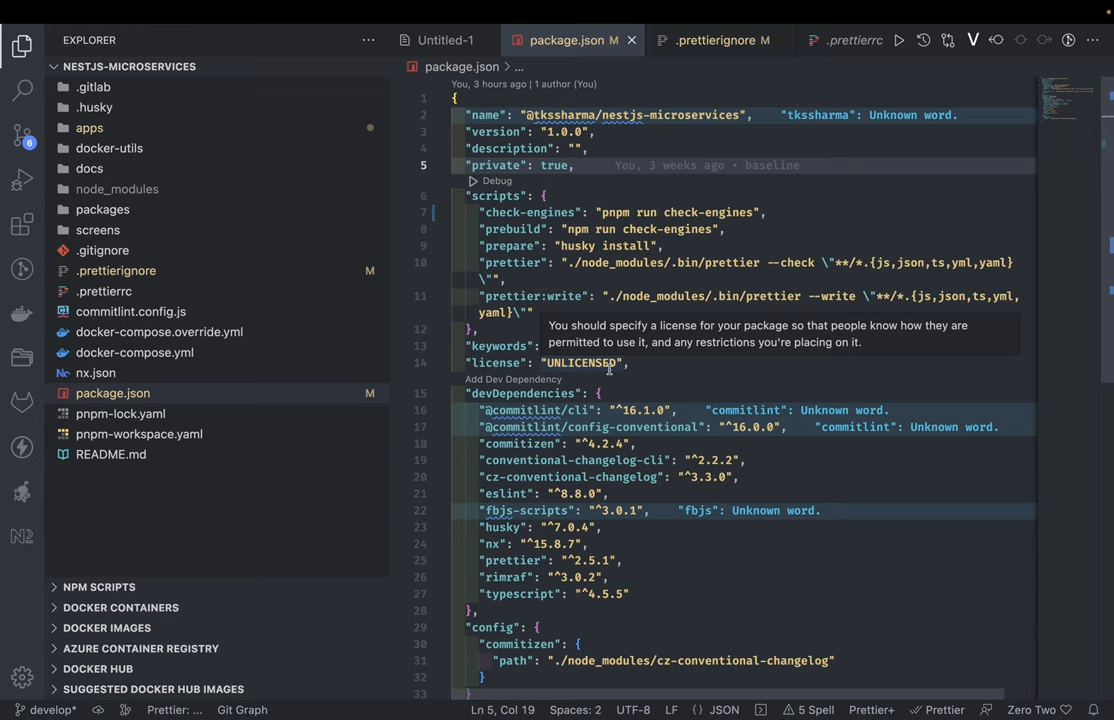 EXPLORER
NESTJS-MICROSERVICES
.gitlab
.husky
apps
docker-utils
docs
node_modules
packages
screens
.gitignore
.prettierignore M
.prettierrc
commitlint.config.js
docker-compose.override.yml
docker-compose.yml
nx.json
package.json M
pnpm-lock.yaml
pnpm-workspace.yaml
README.md
6
NPM SCRIPTS
DOCKER CONTAINERS
DOCKER IMAGES
AZURE CONTAINER REGISTRY
DOCKER HUB
SUGGESTED DOCKER HUB IMAGES
Untitled-1 package.json M .prettierignore M .prettierrc
package.json > ...
You, 3 hours ago | 1 author (You)
1 {
2 "name": "@tkssharma/nestjs-microservices", "tkssharma": Unknown word.
3 "version": "1.0.0",
4 "description": "",
5 "private": true, You, 3 weeks ago • baseline
Debug
6 "scripts": {
7 "check-engines": "pnpm run check-engines",
8 "prebuild": "npm run check-engines",
9 "prepare": "husky install",
10 "prettier": "./node_modules/.bin/prettier --check \"**/*.{js,json,ts,yml,yaml}
\"",
11 "prettier:write": "./node_modules/.bin/prettier --write \"**/*.{js,json,ts,yml,
yaml}\""
12 },
You should specify a license for your package so that people know how they are
permitted to use it, and any restrictions you're placing on it.
13 "keywords":
14 "license": "UNLICENSED",
Add Dev Dependency
15 "devDependencies": {
16 "@commitlint/cli": "^16.1.0", "commitlint": Unknown word.
17 "@commitlint/config-conventional": "^16.0.0", "commitlint": Unknown word.
18 "commitizen": "^4.2.4",
19 "conventional-changelog-cli": "^2.2.2",
20 "cz-conventional-changelog": "^3.3.0",
21 "eslint": "^8.8.0",
22 "fbjs-scripts": "^3.0.1", "fbjs": Unknown word.
23 "husky": "^7.0.4",
24 "nx": "^15.8.7",
25 "prettier": "^2.5.1",
26 "rimraf": "^3.0.2",
27 "typescript": "^4.5.5"
28 },
29 "config": {
30 "commitizen": {
31 "path": "./node_modules/cz-conventional-changelog"
32 }
33 }
develop* Prettier: ... Git Graph Ln 5, Col 19 Spaces: 2 UTF-8 LF {} JSON 5 Spell Prettier+ Prettier Zero Two